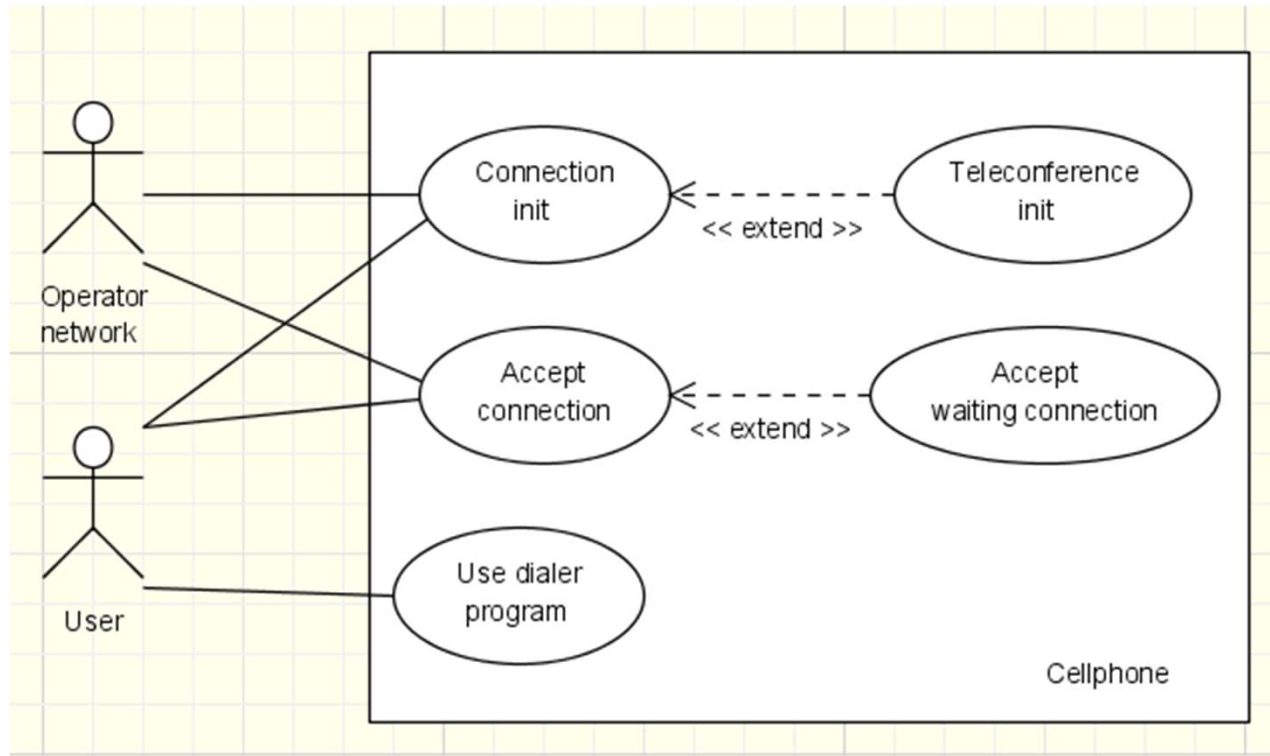 Connection
init
<< extend >>
Teleconference
init
Operator
network
Accept
connection
<< extend >>
Accept
waiting connection
User
Use dialer
program
Cellphone